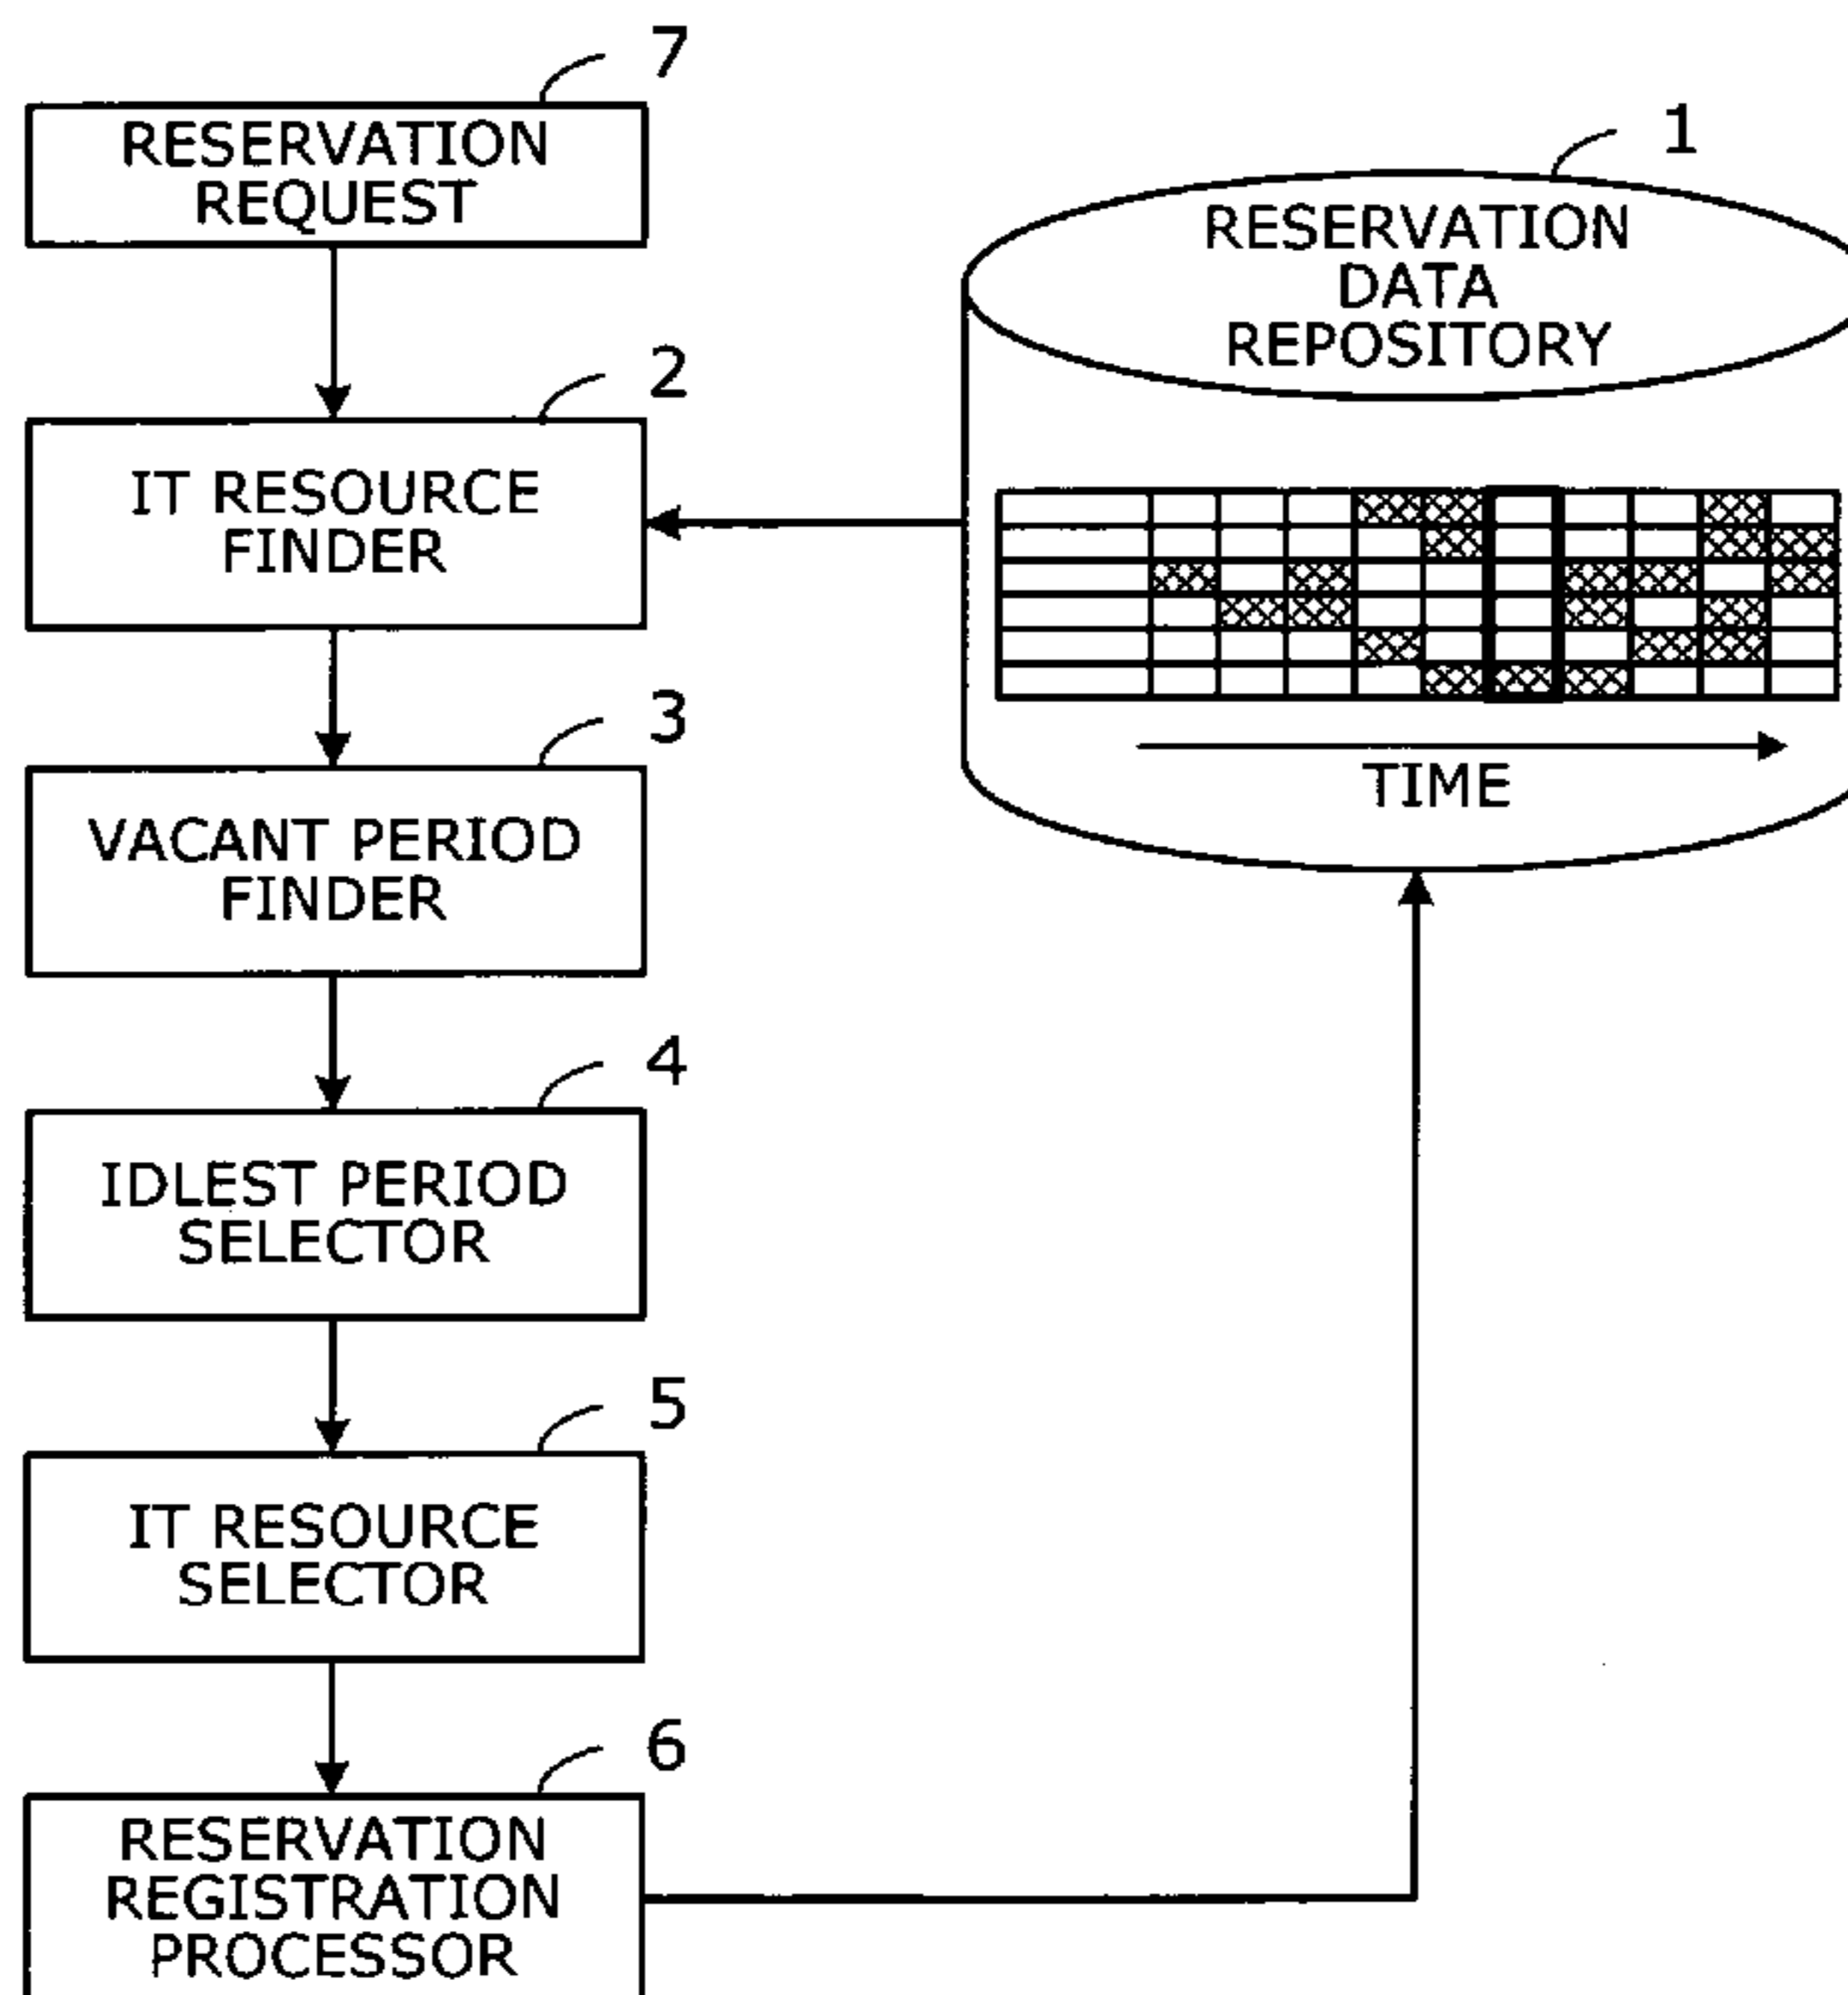 7
RESERVATION
REQUEST
1
RESERVATION
DATA
REPOSITORY
2
IT RESOURCE
FINDER
3
VACANT PERIOD
FINDER
TIME
4
IDLEST PERIOD
SELECTOR
5
IT RESOURCE
SELECTOR
6
RESERVATION
REGISTRATION
PROCESSOR